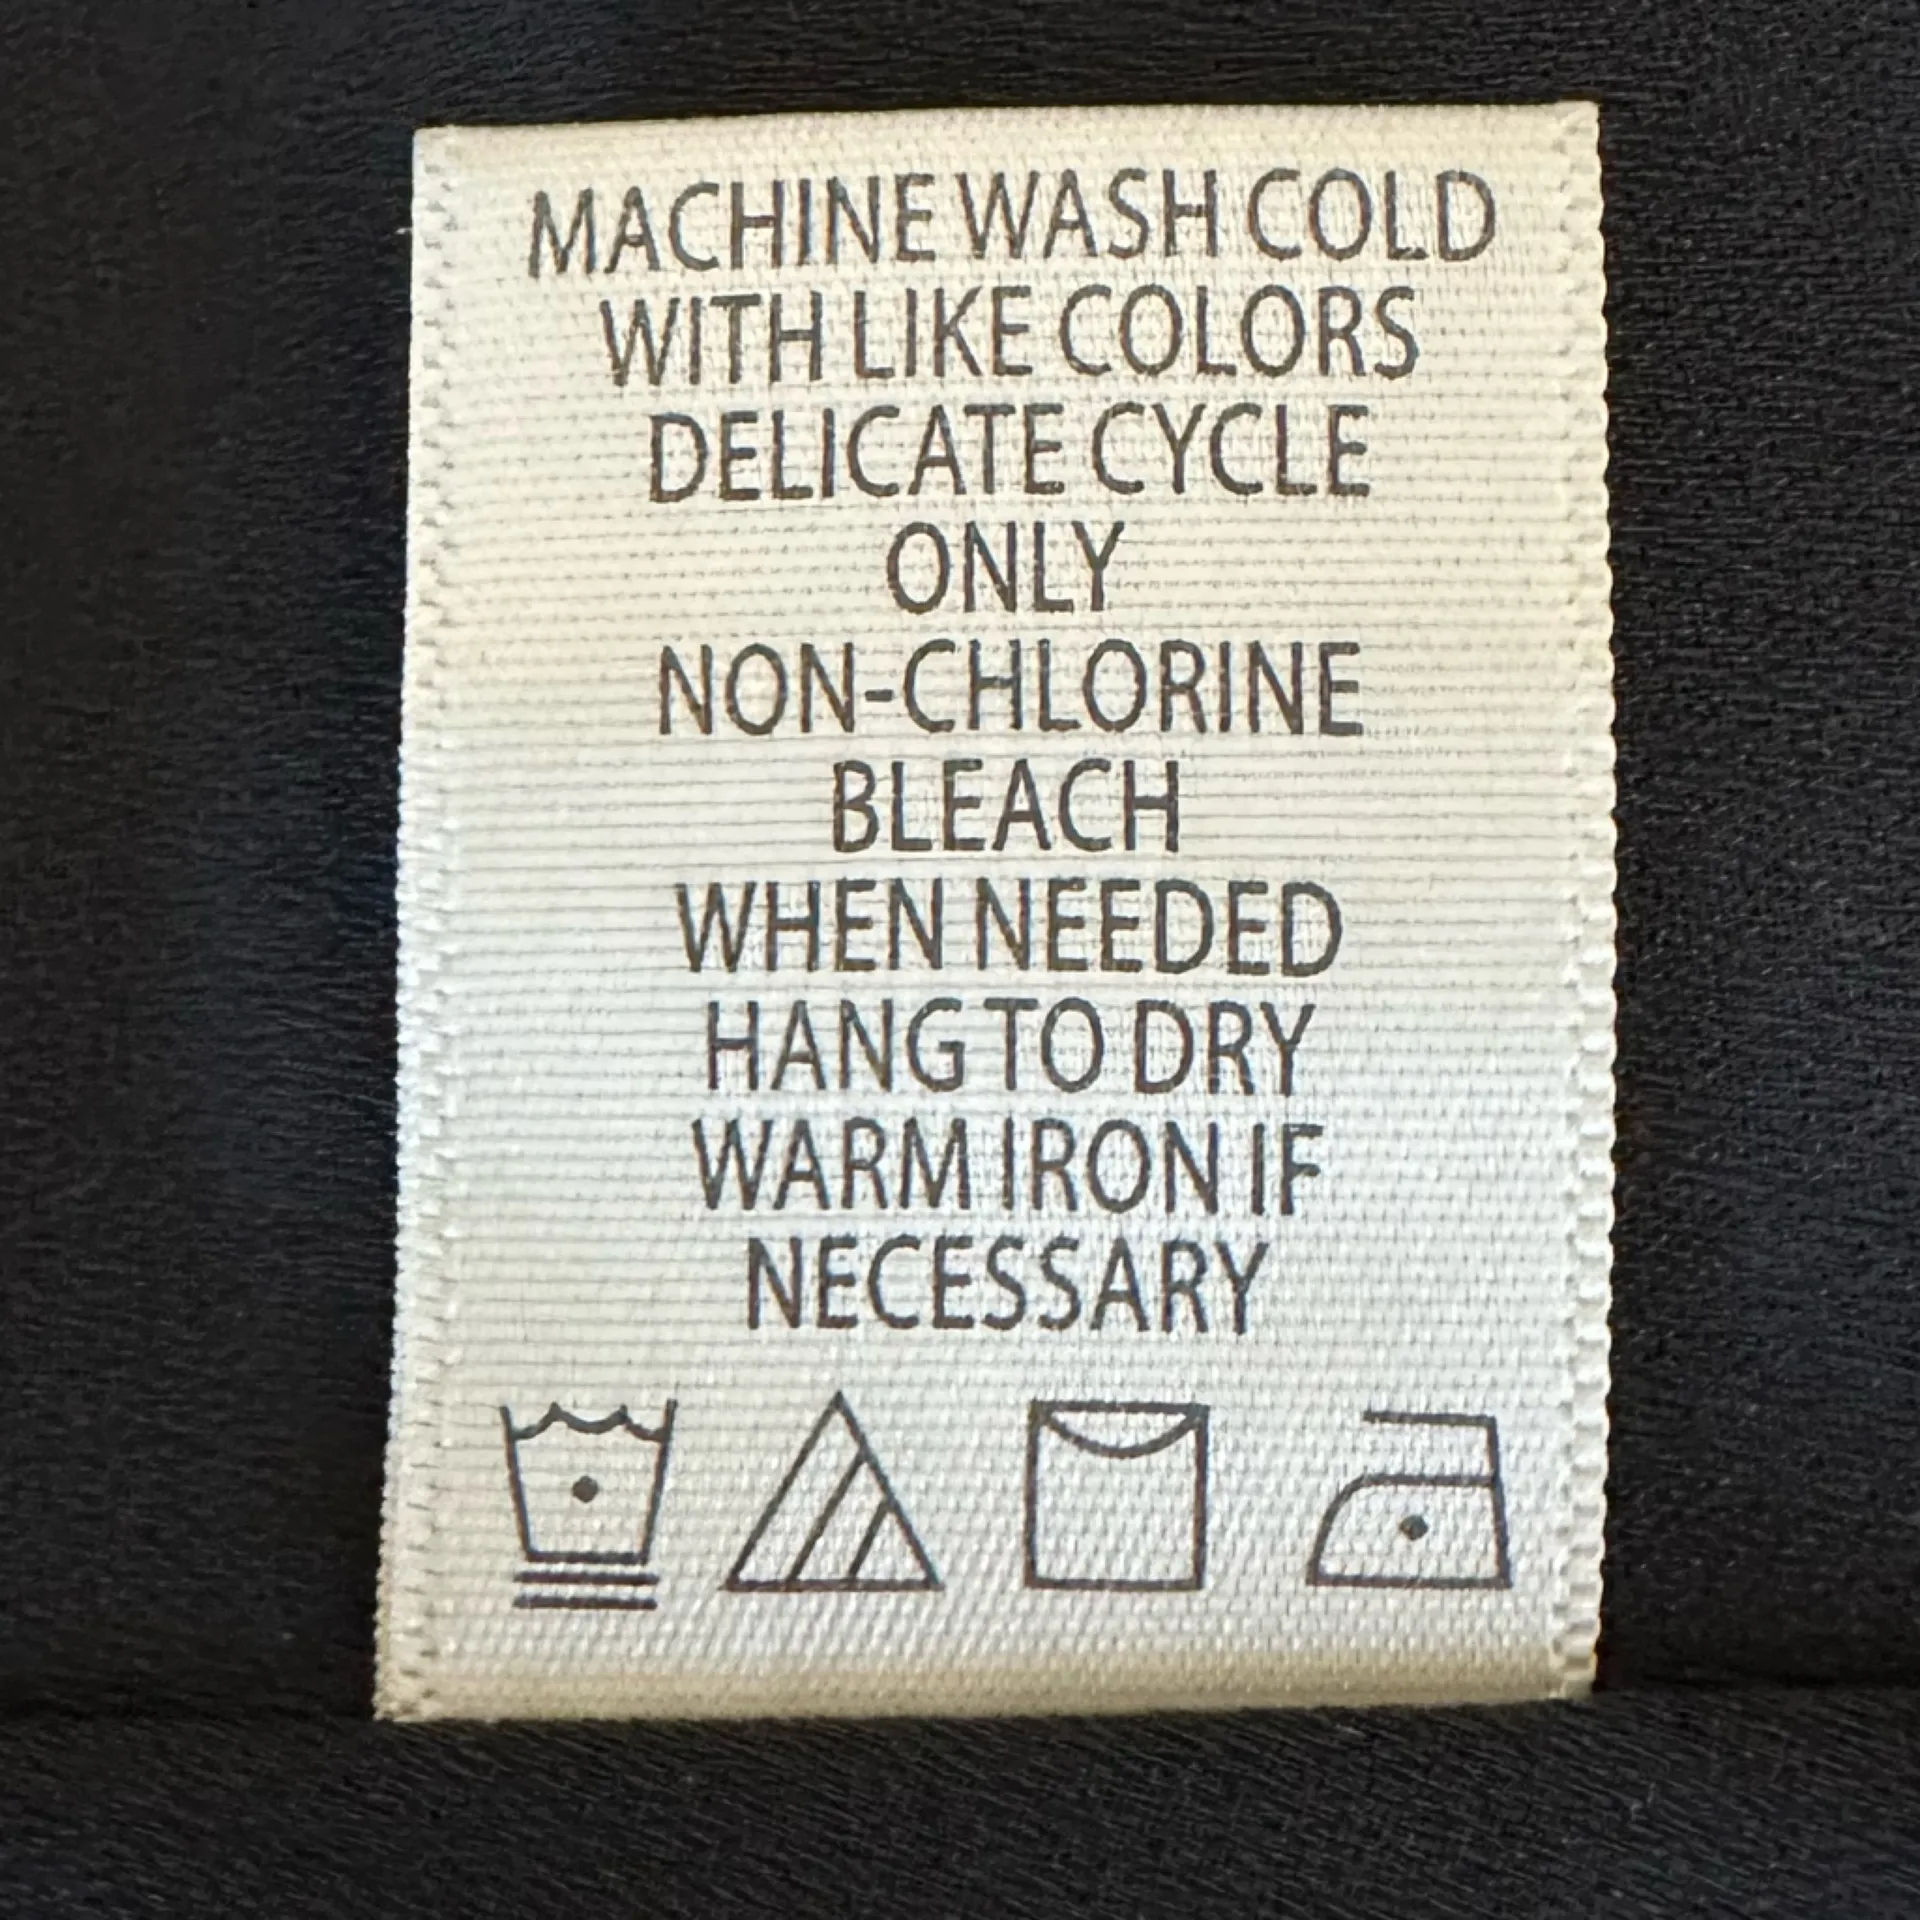 MACHINE WASH COLD
WITH LIKE COLORS
DELICATE CYCLE
ONLY
NON-CHLORINE
BLEACH
WHEN NEEDED
HANG TO DRY
WARM IRON IF
NECESSARY